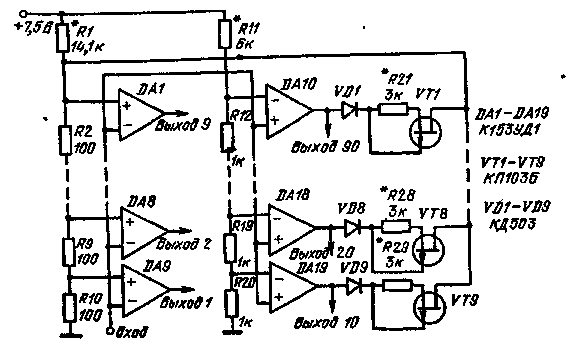 +7,5В
*R1
14,1к
*R11
6к
DA1
DA10
VD1
*R21
3к
VT1
DA1-DA19
К153УД1
R2
100
Выход 9
R12
1к
Выход 90
VT1-VT9
КП103Б
DA8
DA18
VD8
*R28
3к
VT8
VD1-VD9
КД503
R9
100
Выход 2
R19
1к
Выход 20
*R29
3к
DA9
DA19
VD9
VT9
R10
100
Выход 1
R20
1к
Выход 10
Вход